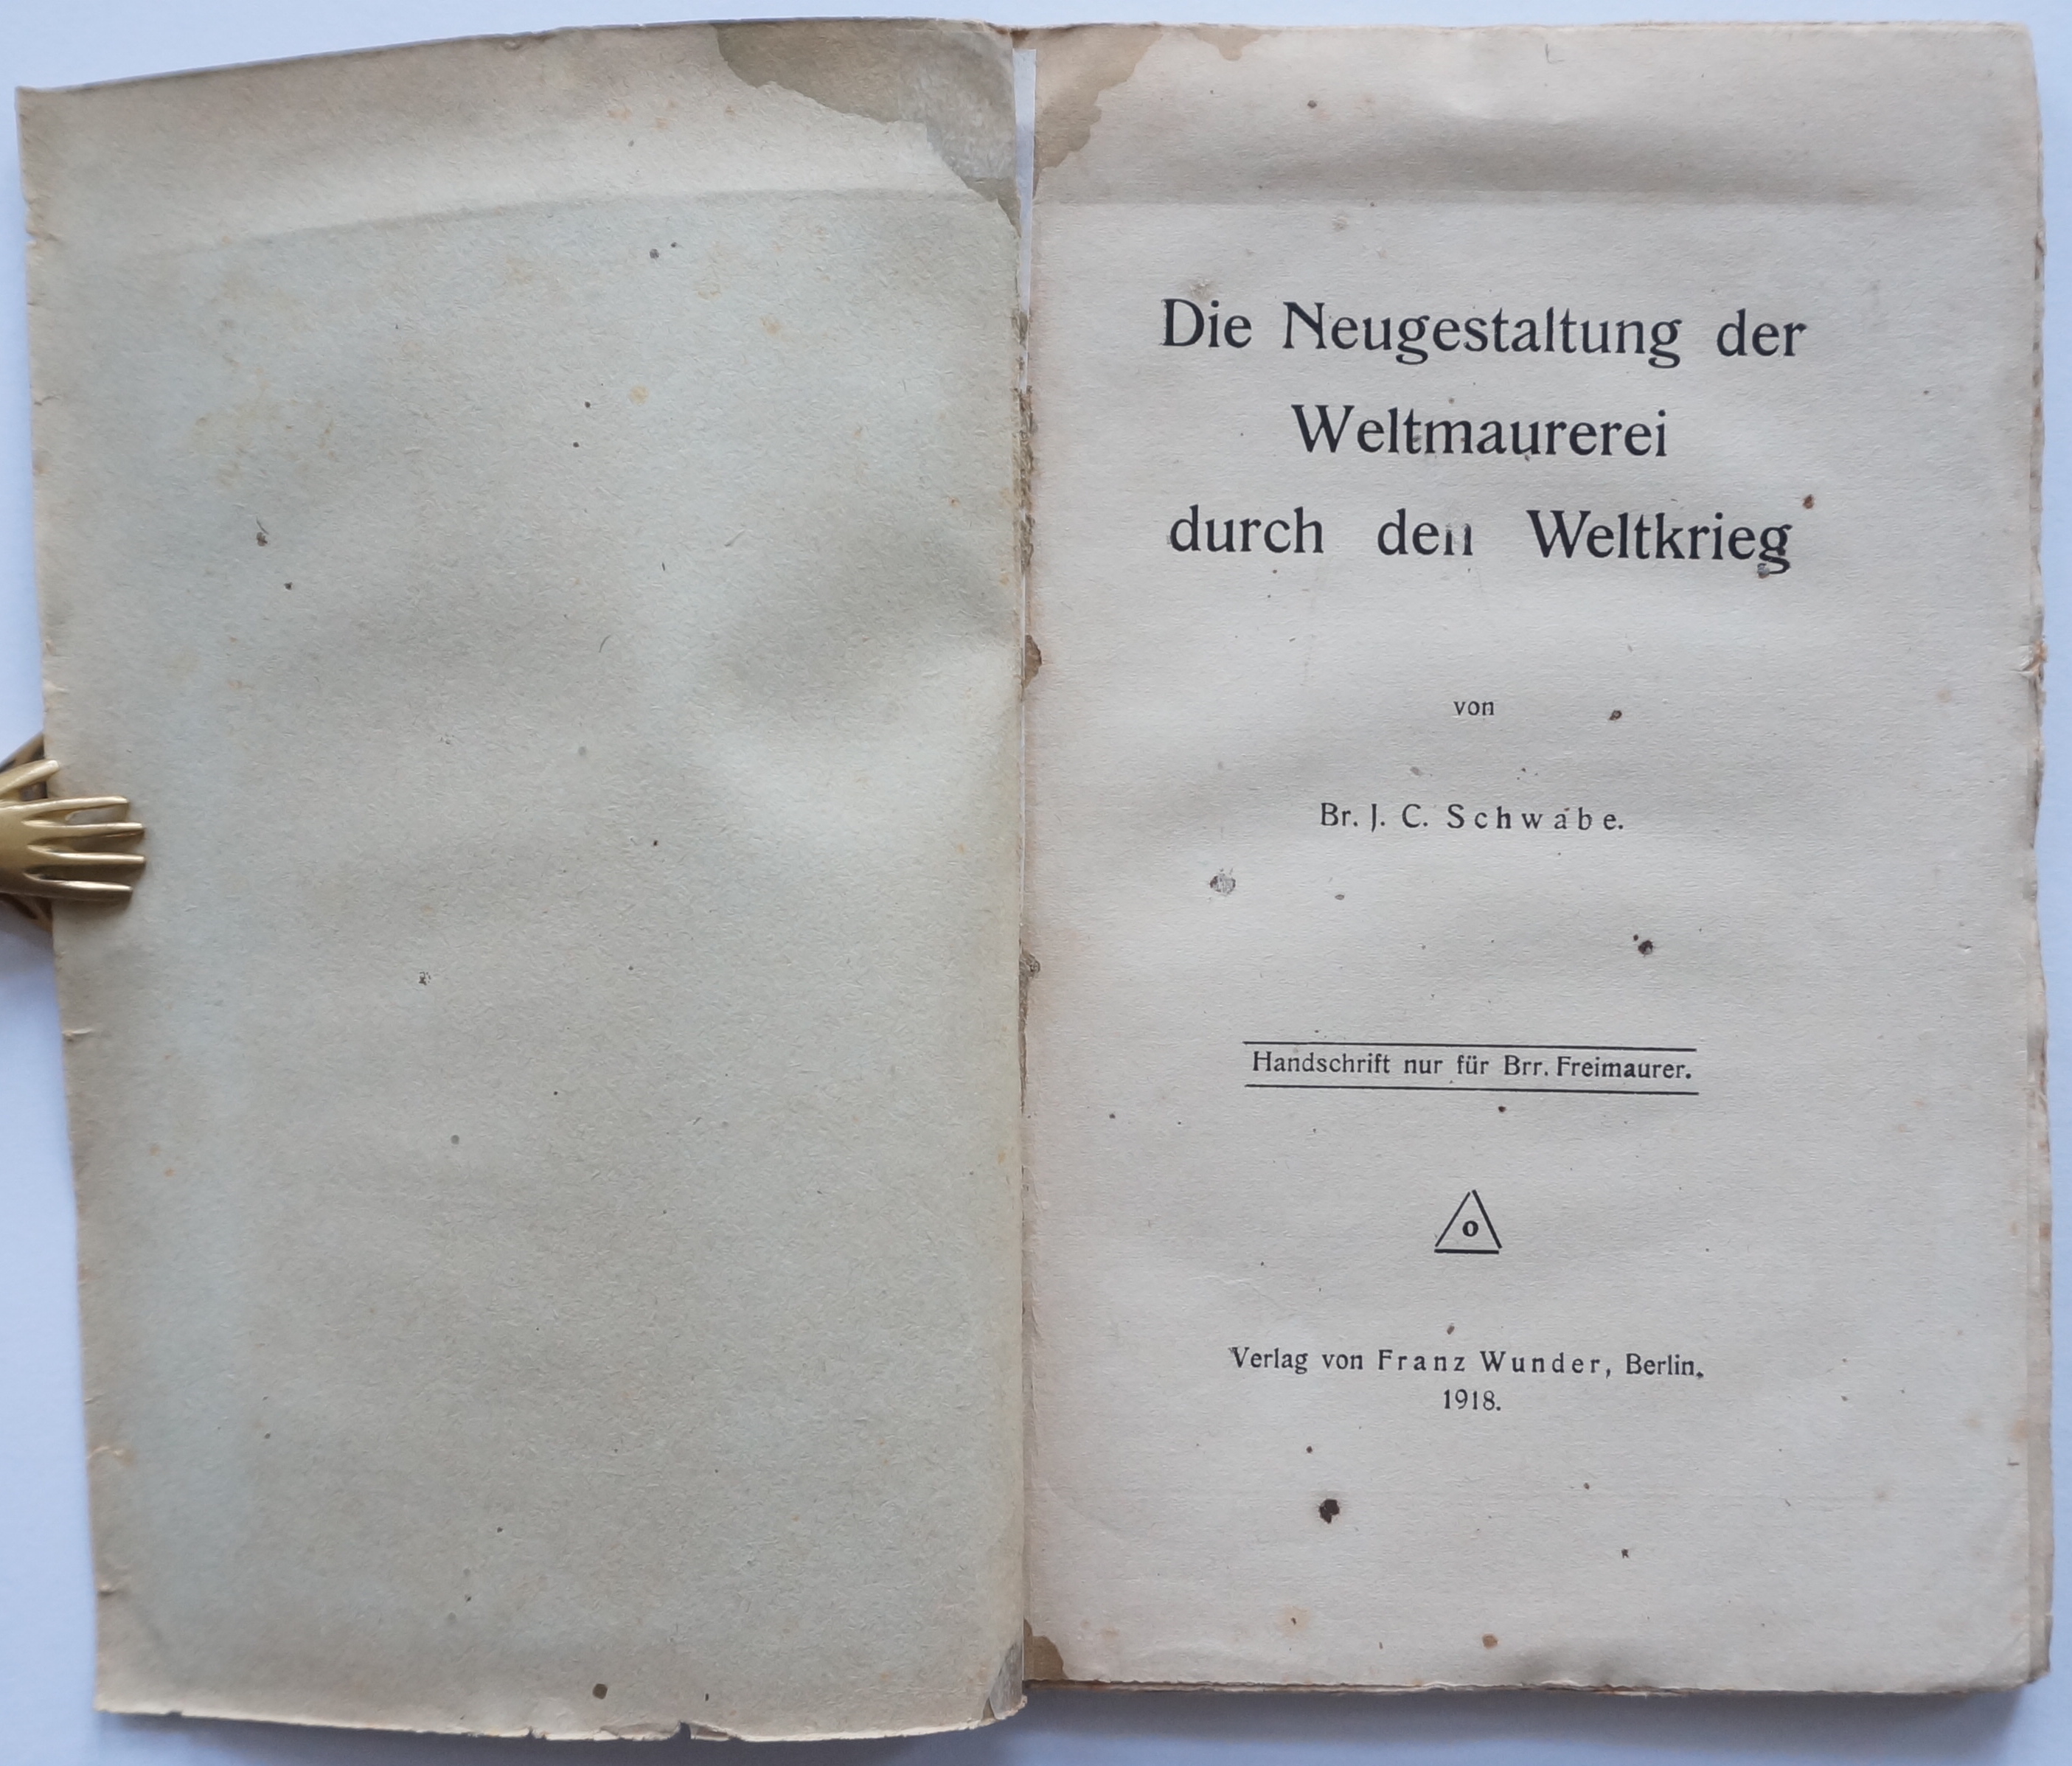 Die Neugestaltung der
Weltmaurerei
durch den Weltkrieg
von
Br. J. C. Schwabe.
Handschrift nur für Brr. Freimaurer.
o
Verlag von Franz Wunder, Berlin.
1918.